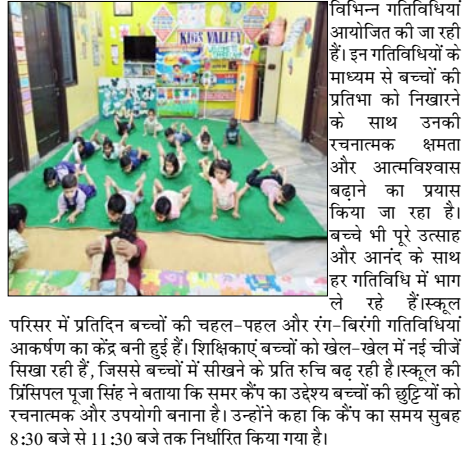 KIDS VALLEY
विभिन्न गतिविधियां
आयोजित की जा रही
हैं। इन गतिविधियों के
माध्यम से बच्चों की
प्रतिभा को निखारने
के साथ उनकी
रचनात्मक क्षमता
और आत्मविश्वास
बढ़ाने का प्रयास
किया जा रहा है।
बच्चे भी पूरे उत्साह
और आनंद के साथ
हर गतिविधि में भाग
ले रहे हैं।स्कूल
परिसर में प्रतिदिन बच्चों की चहल-पहल और रंग-बिरंगी गतिविधियां
आकर्षण का केंद्र बनी हुई हैं। शिक्षिकाएं बच्चों को खेल-खेल में नई चीजें
सिखा रही हैं, जिससे बच्चों में सीखने के प्रति रुचि बढ़ रही है।स्कूल की
प्रिंसिपल पूजा सिंह ने बताया कि समर कैंप का उद्देश्य बच्चों की छुट्टियों को
रचनात्मक और उपयोगी बनाना है। उन्होंने कहा कि कैंप का समय सुबह
8:30 बजे से 11:30 बजे तक निर्धारित किया गया है।